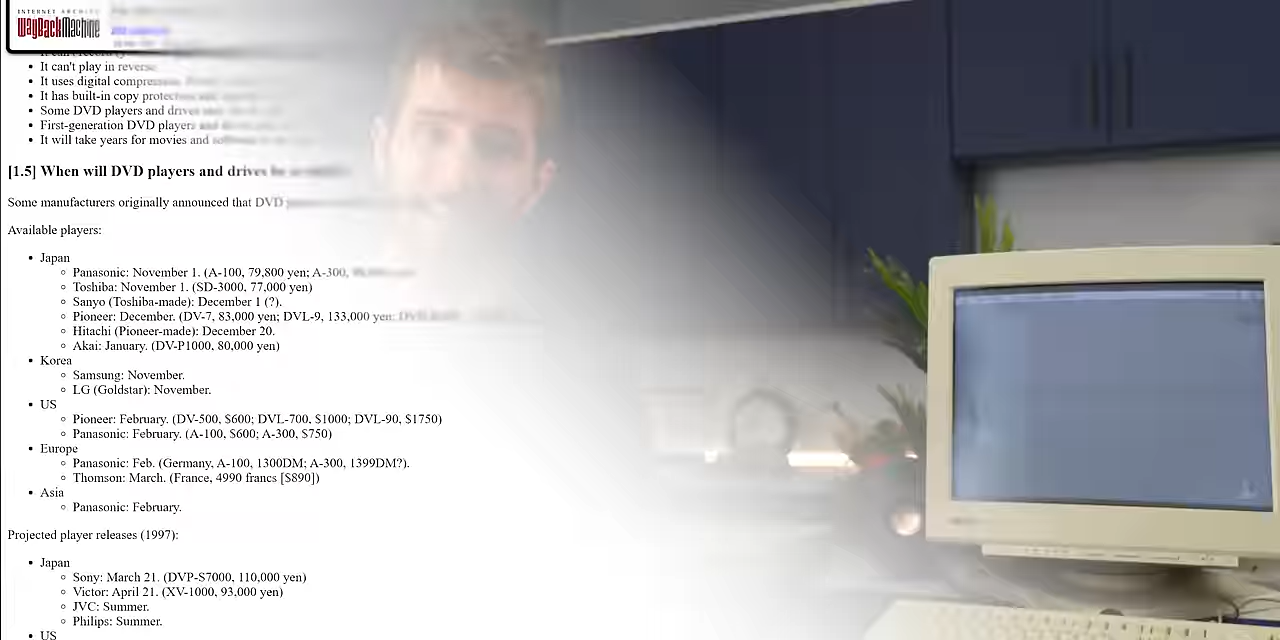 INTERNET ARCHIVE
WayBackMachine
It can't play in reverse.
It uses digital compression.
It has built-in copy protection and
Some DVD players and drives
First-generation DVD players and
It will take years for movies and software to
[1.5] When will DVD players and drives be available?
Some manufacturers originally announced that DVD
Available players:
Japan
Panasonic: November 1. (A-100, 79,800 yen; A-300,
Toshiba: November 1. (SD-3000, 77,000 yen)
Sanyo (Toshiba-made): December 1 (?).
Pioneer: December. (DV-7, 83,000 yen; DVL-9, 133,000 yen;
Hitachi (Pioneer-made): December 20.
Akai: January. (DV-P1000, 80,000 yen)
Korea
Samsung: November.
LG (Goldstar): November.
US
Pioneer: February. (DV-500, $600; DVL-700, $1000; DVL-90, $1750)
Panasonic: February. (A-100, $600; A-300, $750)
Europe
Panasonic: Feb. (Germany, A-100, 1300DM; A-300, 1399DM?).
Thomson: March. (France, 4990 francs [$890])
Asia
Panasonic: February.
Projected player releases (1997):
Japan
Sony: March 21. (DVP-S7000, 110,000 yen)
Victor: April 21. (XV-1000, 93,000 yen)
JVC: Summer.
Philips: Summer.
US